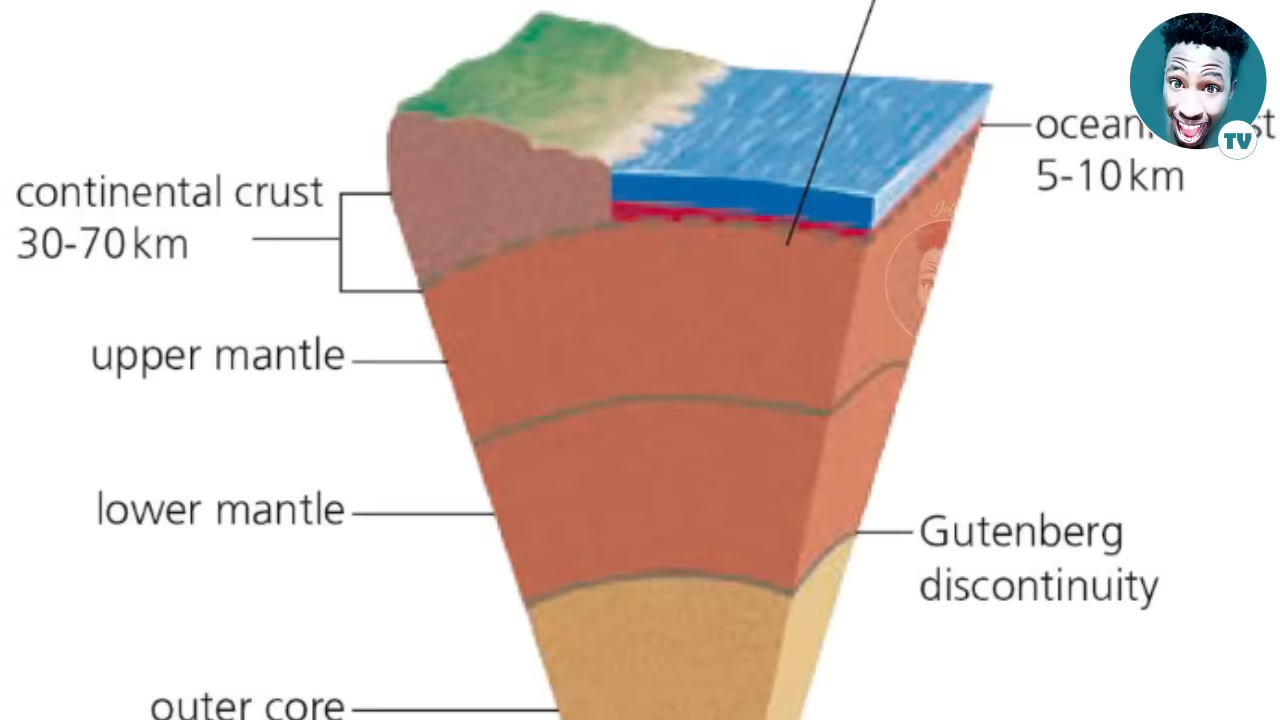 TV
continental crust
30-70 km
5-10 km
upper mantle
lower mantle
Gutenberg
discontinuity
outer core